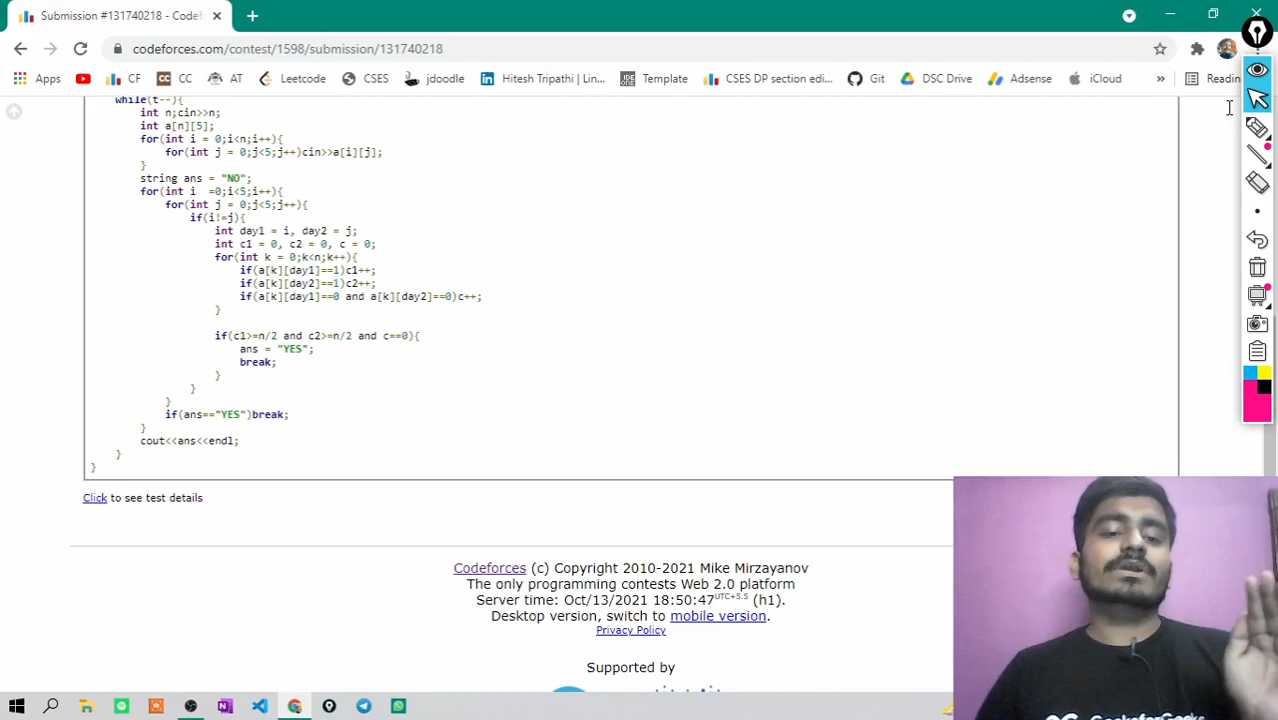 Submission #131740218 - Codef
codeforces.com/contest/1598/submission/131740218
Apps CF CC AT Leetcode CSES jdoodle Hitesh Tripathi | Lin... Template CSES DP section edi... Git DSC Drive Adsense iCloud » Readin
while(t--){
int n;cin>>n;
int a[n][5];
for(int i = 0;i<n;i++){
for(int j = 0;j<5;j++)cin>>a[i][j];
}
string ans = "NO";
for(int i  =0;i<5;i++){
for(int j = 0;j<5;j++){
if(i!=j){
int day1 = i, day2 = j;
int c1 = 0, c2 = 0, c = 0;
for(int k = 0;k<n;k++){
if(a[k][day1]==1)c1++;
if(a[k][day2]==1)c2++;
if(a[k][day1]==0 and a[k][day2]==0)c++;
}
if(c1>=n/2 and c2>=n/2 and c==0){
ans = "YES";
break;
}
}
}
if(ans=="YES")break;
}
cout<<ans<<endl;
}
}
Click to see test details
Codeforces (c) Copyright 2010-2021 Mike Mirzayanov
The only programming contests Web 2.0 platform
Server time: Oct/13/2021 18:50:47 UTC+5.5 (h1).
Desktop version, switch to mobile version.
Privacy Policy
Supported by
GeeksforGeeks